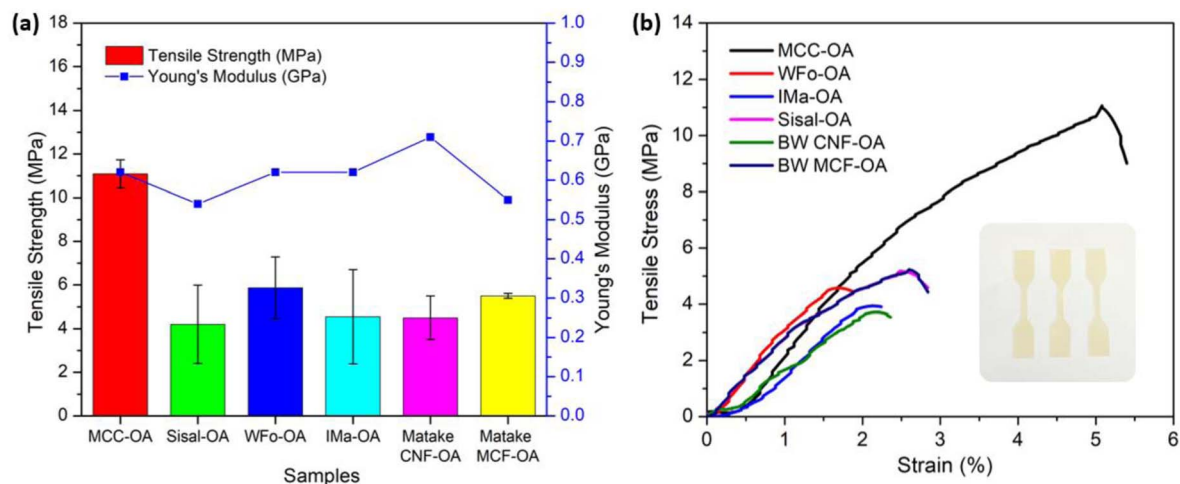 (a)
18
16
14
12
10
8
6
4
2
0
Tensile Strength (MPa)
Tensile Strength (MPa)
Young's Modulus (GPa)
1.0
0.9
0.8
0.7
0.6
0.5
0.4
0.3
0.2
0.1
0.0
Young's Modulus (GPa)
MCC-OA
Sisal-OA
WFo-OA
IMa-OA
Matake
CNF-OA
Matake
MCF-OA
Samples
(b)
14
12
10
8
6
4
2
0
Tensile Stress (MPa)
MCC-OA
WFo-OA
IMa-OA
Sisal-OA
BW CNF-OA
BW MCF-OA
0
1
2
3
4
5
6
Strain (%)